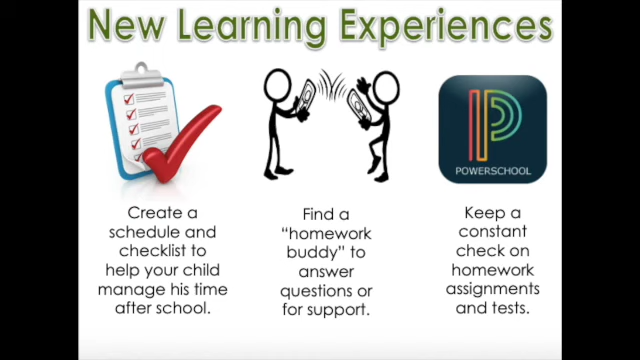 New Learning Experiences
POWERSCHOOL
Create a
schedule and
checklist to
help your child
manage his time
after school.
Find a
“homework
buddy” to
answer
questions or
for support.
Keep a
constant
check on
homework
assignments
and tests.